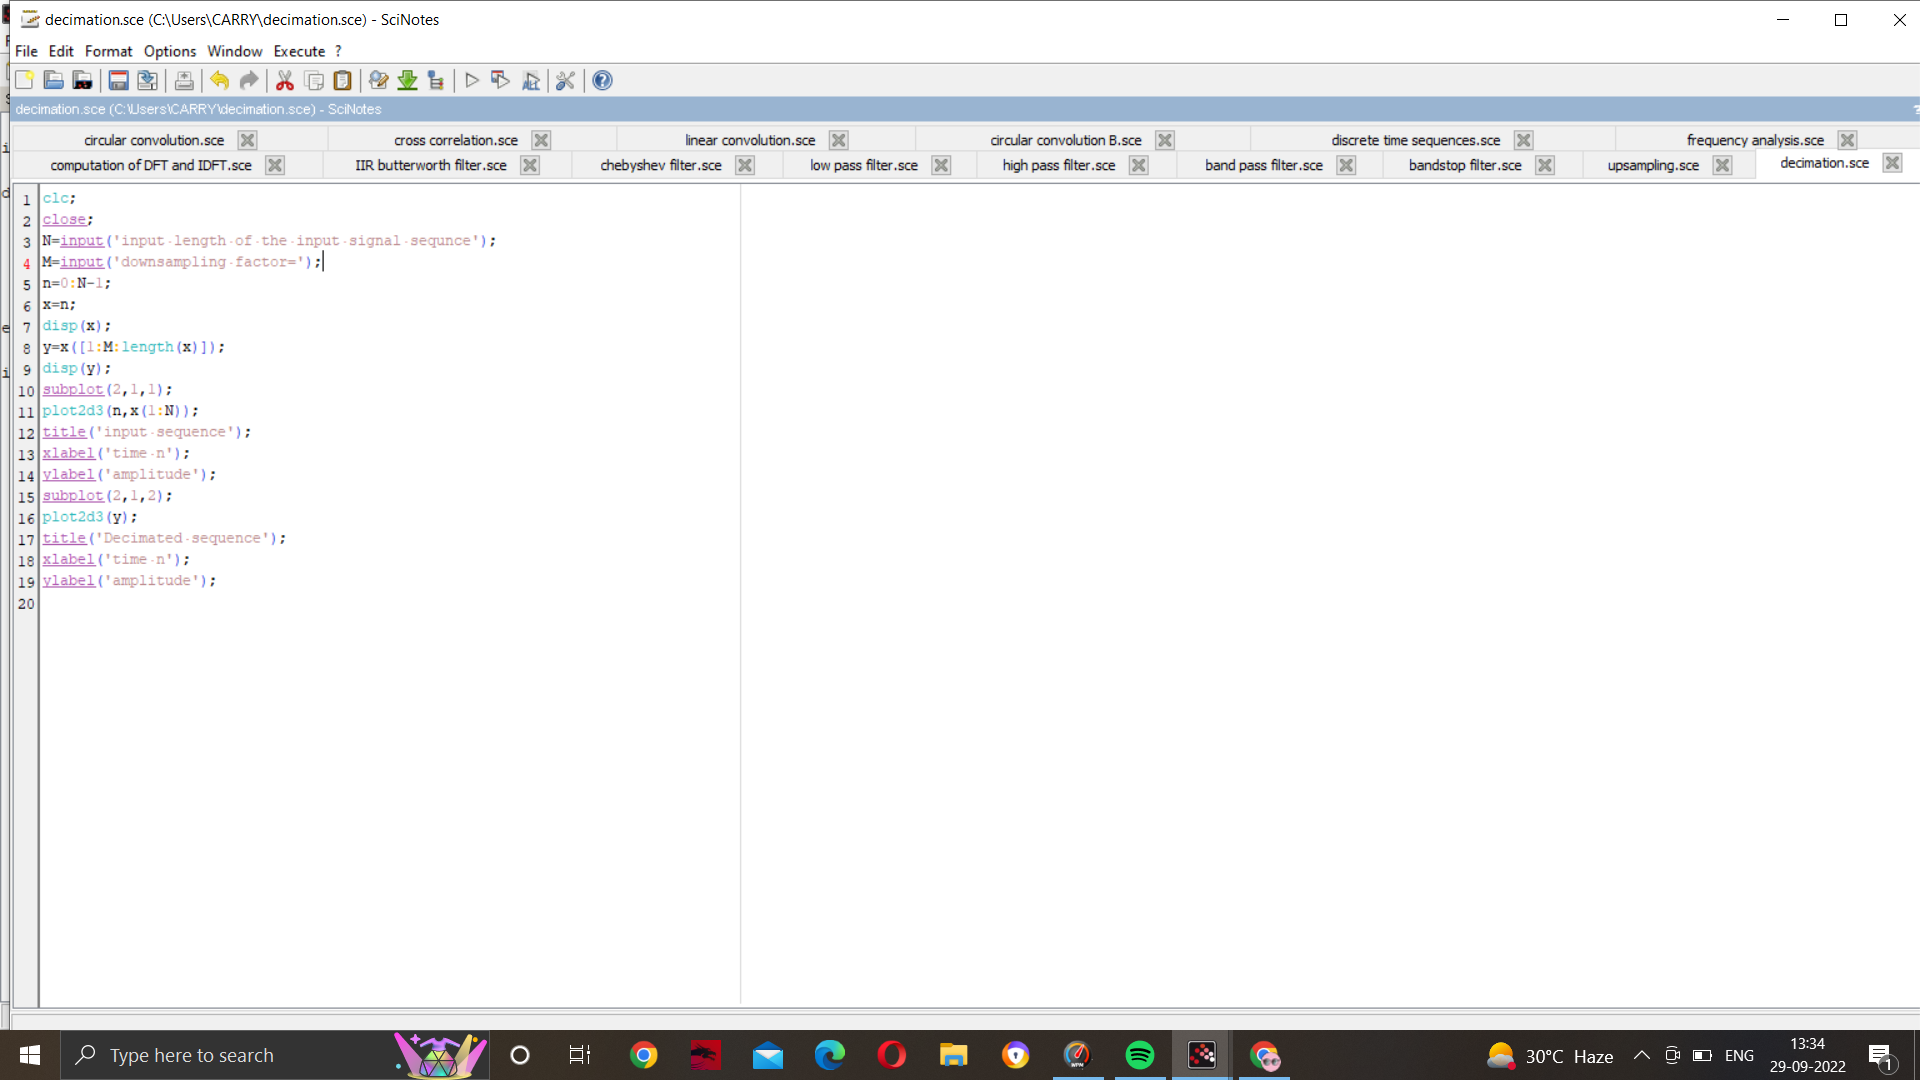 decimation.sce (C:\Users\CARRY\decimation.sce) - SciNotes
File Edit Format Options Window Execute ?
decimation.sce (C:\Users\CARRY\decimation.sce) - SciNotes
circular convolution.sce cross correlation.sce linear convolution.sce circular convolution B.sce discrete time sequences.sce frequency analysis.sce
computation of DFT and IDFT.sce IIR butterworth filter.sce chebyshev filter.sce low pass filter.sce high pass filter.sce band pass filter.sce bandstop filter.sce upsampling.sce decimation.sce
1 clc;
2 close;
3 N=input('input length of the input signal sequnce');
4 M=input('downsampling factor=');
5 n=0:N-1;
6 x=n;
7 disp(x);
8 y=x([1:M:length(x)]);
9 disp(y);
10 subplot(2,1,1);
11 plot2d3(n,x(1:N));
12 title('input sequence');
13 xlabel('time n');
14 ylabel('amplitude');
15 subplot(2,1,2);
16 plot2d3(y);
17 title('Decimated sequence');
18 xlabel('time n');
19 ylabel('amplitude');
20
Type here to search
30°C Haze
ENG
13:34
29-09-2022
1